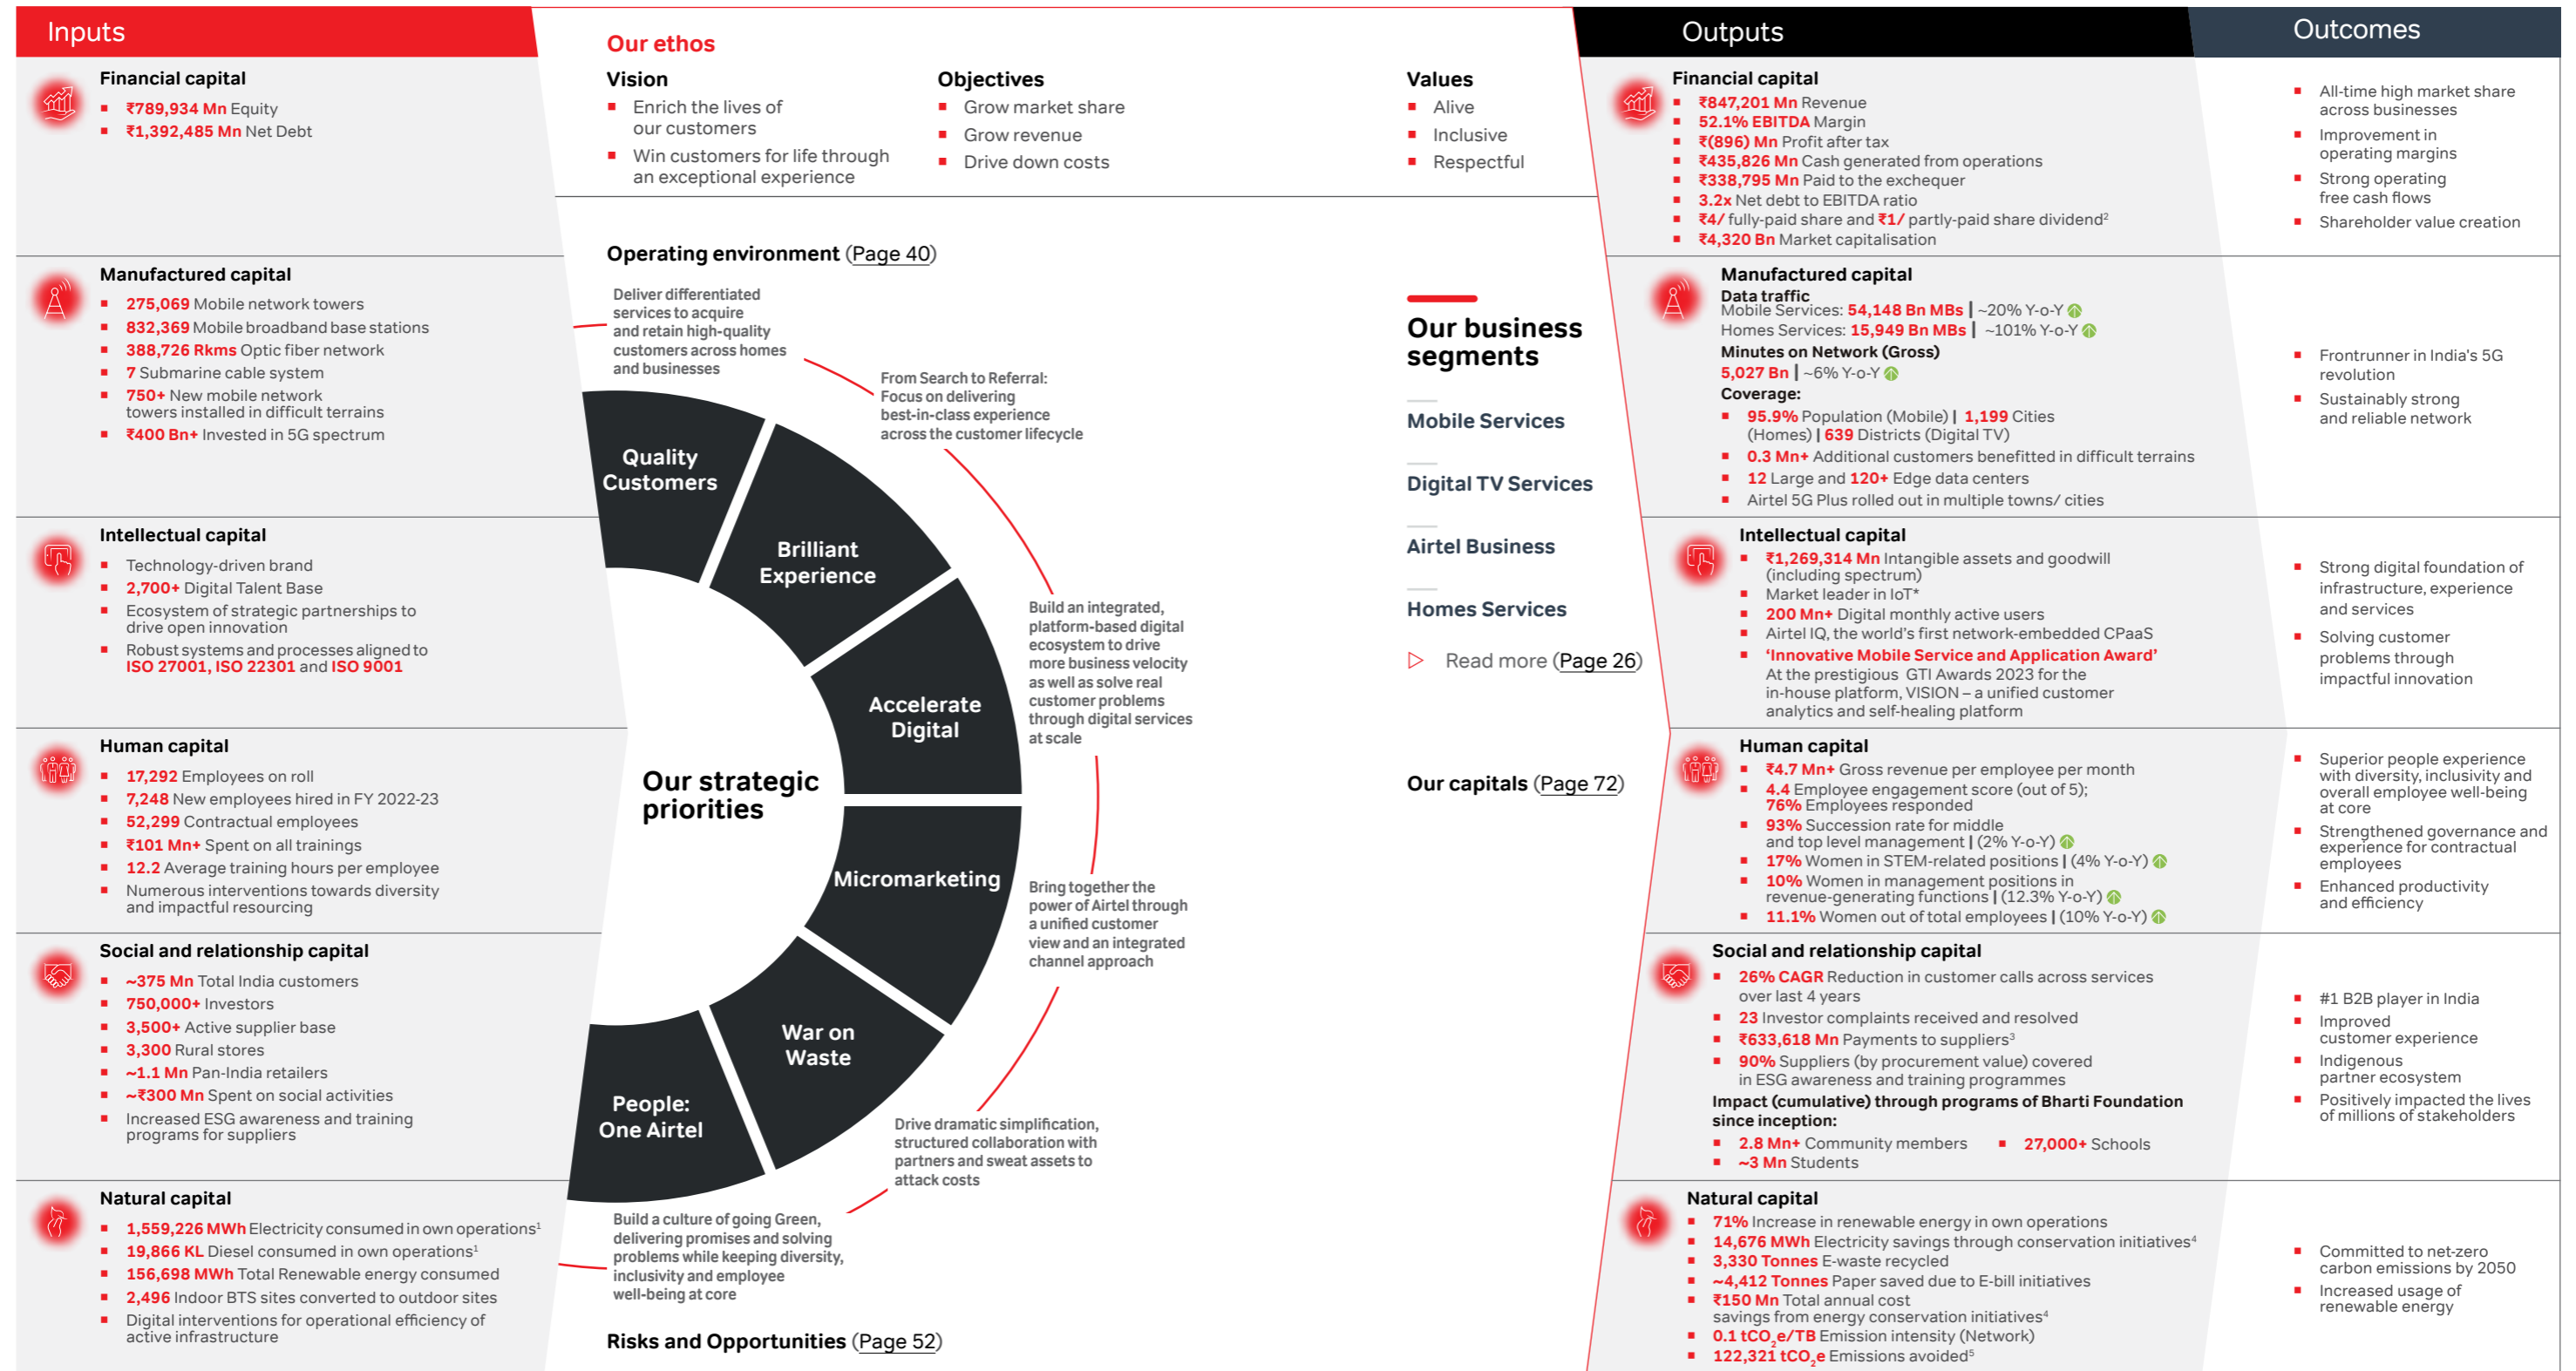 Inputs
Financial capital
₹789,934 Mn Equity
₹1,392,485 Mn Net Debt
Manufactured capital
275,069 Mobile network towers
832,369 Mobile broadband base stations
388,726 Rkms Optic fiber network
7 Submarine cable system
750+ New mobile network
towers installed in difficult terrains
₹400 Bn+ Invested in 5G spectrum
Intellectual capital
Technology-driven brand
2,700+ Digital Talent Base
Ecosystem of strategic partnerships to
drive open innovation
Robust systems and processes aligned to
ISO 27001, ISO 22301 and ISO 9001
Human capital
17,292 Employees on roll
7,248 New employees hired in FY 2022-23
52,299 Contractual employees
₹101 Mn+ Spent on all trainings
12.2 Average training hours per employee
Numerous interventions towards diversity
and impactful resourcing
Social and relationship capital
~375 Mn Total India customers
750,000+ Investors
3,500+ Active supplier base
3,300 Rural stores
~1.1 Mn Pan-India retailers
~₹300 Mn Spent on social activities
Increased ESG awareness and training
programs for suppliers
Natural capital
1,559,226 MWh Electricity consumed in own operations¹
19,866 KL Diesel consumed in own operations¹
156,698 MWh Total Renewable energy consumed
2,496 Indoor BTS sites converted to outdoor sites
Digital interventions for operational efficiency of
active infrastructure
Our ethos
Vision
Enrich the lives of
our customers
Win customers for life through
an exceptional experience
Objectives
Grow market share
Grow revenue
Drive down costs
Values
Alive
Inclusive
Respectful
Operating environment (Page 40)
Deliver differentiated
services to acquire
and retain high-quality
customers across homes
and businesses
From Search to Referral:
Focus on delivering
best-in-class experience
across the customer lifecycle
Build an integrated,
platform-based digital
ecosystem to drive
more business velocity
as well as solve real
customer problems
through digital services
at scale
Bring together the
power of Airtel through
a unified customer
view and an integrated
channel approach
Drive dramatic simplification,
structured collaboration with
partners and sweat assets to
attack costs
Build a culture of going Green,
delivering promises and solving
problems while keeping diversity,
inclusivity and employee
well-being at core
Quality
Customers
Brilliant
Experience
Accelerate
Digital
Micromarketing
War on
Waste
People:
One Airtel
Our strategic
priorities
Risks and Opportunities (Page 52)
Our business
segments
Mobile Services
Digital TV Services
Airtel Business
Homes Services
Read more (Page 26)
Our capitals (Page 72)
Outputs
Financial capital
₹847,201 Mn Revenue
52.1% EBITDA Margin
₹(896) Mn Profit after tax
₹435,826 Mn Cash generated from operations
₹338,795 Mn Paid to the exchequer
3.2x Net debt to EBITDA ratio
₹4/ fully-paid share and ₹1/ partly-paid share dividend²
₹4,320 Bn Market capitalisation
Manufactured capital
Data traffic
Mobile Services: 54,148 Bn MBs | ~20% Y-o-Y
Homes Services: 15,949 Bn MBs | ~101% Y-o-Y
Minutes on Network (Gross)
5,027 Bn | ~6% Y-o-Y
Coverage:
95.9% Population (Mobile) | 1,199 Cities
(Homes) | 639 Districts (Digital TV)
0.3 Mn+ Additional customers benefitted in difficult terrains
12 Large and 120+ Edge data centers
Airtel 5G Plus rolled out in multiple towns/ cities
Intellectual capital
₹1,269,314 Mn Intangible assets and goodwill
(including spectrum)
Market leader in IoT*
200 Mn+ Digital monthly active users
Airtel IQ, the world's first network-embedded CPaaS
‘Innovative Mobile Service and Application Award’
At the prestigious GTI Awards 2023 for the
in-house platform, VISION – a unified customer
analytics and self-healing platform
Human capital
₹4.7 Mn+ Gross revenue per employee per month
4.4 Employee engagement score (out of 5);
76% Employees responded
93% Succession rate for middle
and top level management | (2% Y-o-Y)
17% Women in STEM-related positions | (4% Y-o-Y)
10% Women in management positions in
revenue-generating functions | (12.3% Y-o-Y)
11.1% Women out of total employees | (10% Y-o-Y)
Social and relationship capital
26% CAGR Reduction in customer calls across services
over last 4 years
23 Investor complaints received and resolved
₹633,618 Mn Payments to suppliers³
90% Suppliers (by procurement value) covered
in ESG awareness and training programmes
Impact (cumulative) through programs of Bharti Foundation
since inception:
2.8 Mn+ Community members
27,000+ Schools
~3 Mn Students
Natural capital
71% Increase in renewable energy in own operations
14,676 MWh Electricity savings through conservation initiatives⁴
3,330 Tonnes E-waste recycled
~4,412 Tonnes Paper saved due to E-bill initiatives
₹150 Mn Total annual cost
savings from energy conservation initiatives⁴
0.1 tCO₂e/TB Emission intensity (Network)
122,321 tCO₂e Emissions avoided⁵
Outcomes
All-time high market share
across businesses
Improvement in
operating margins
Strong operating
free cash flows
Shareholder value creation
Frontrunner in India's 5G
revolution
Sustainably strong
and reliable network
Strong digital foundation of
infrastructure, experience
and services
Solving customer
problems through
impactful innovation
Superior people experience
with diversity, inclusivity and
overall employee well-being
at core
Strengthened governance and
experience for contractual
employees
Enhanced productivity
and efficiency
#1 B2B player in India
Improved
customer experience
Indigenous
partner ecosystem
Positively impacted the lives
of millions of stakeholders
Committed to net-zero
carbon emissions by 2050
Increased usage of
renewable energy